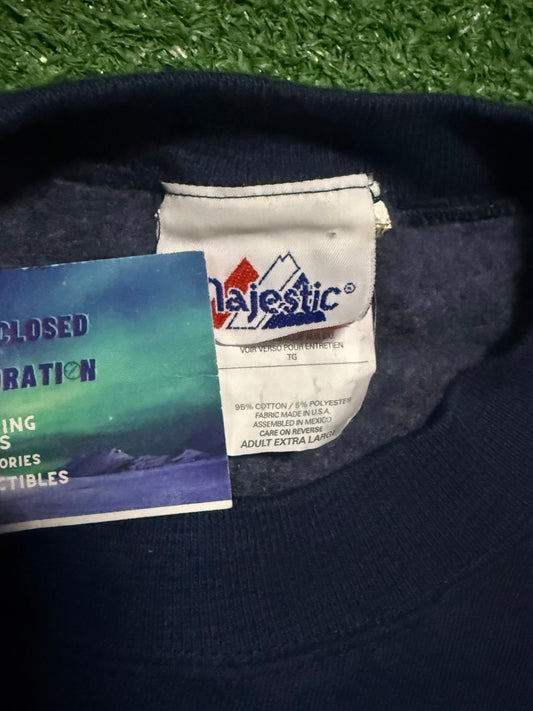 Majestic®
VOIR VERSO POUR ENTRETIEN
TG
95% COTTON / 5% POLYESTER
FABRIC MADE IN U.S.A.
ASSEMBLED IN MEXICO
CARE ON REVERSE
ADULT EXTRA LARGE
CLOSED
ORATION
ING
S
ORIES
CTIBLES